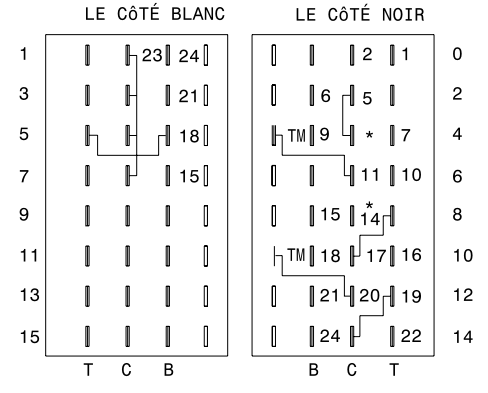 LE CÔTÉ BLANC
LE CÔTÉ NOIR
1 23 24 2 1 0
3 21 6 5 2
5 18 TM 9 * 7 4
7 15 11 10 6
9 15 * 14 8
11 TM 18 17 16 10
13 21 20 19 12
15 24 22 14
T C B B C T